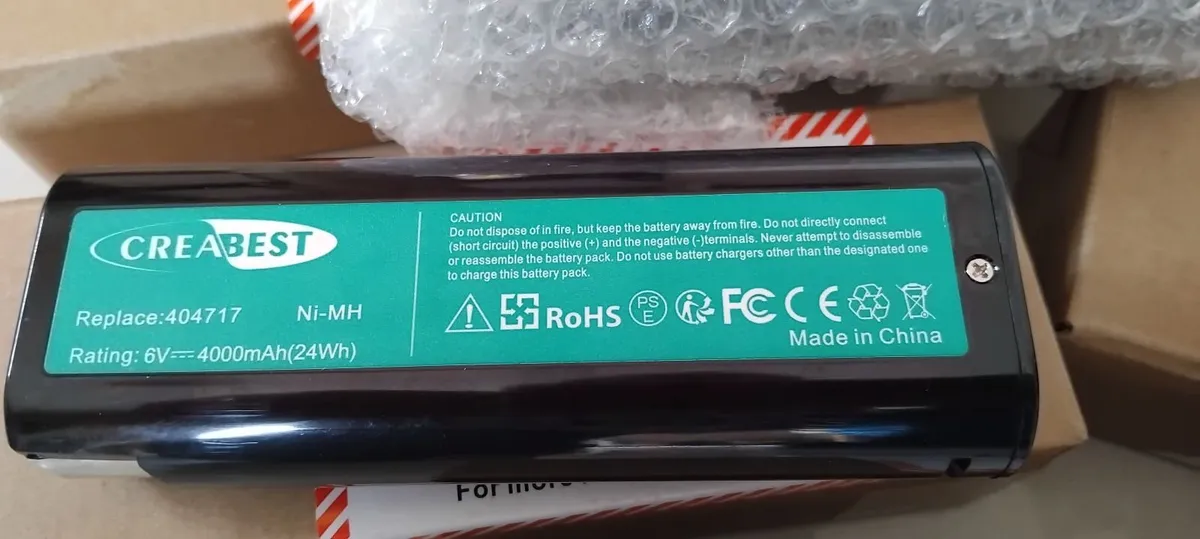 CREABEST
Replace:404717 Ni-MH
Rating: 6V⎓4000mAh(24Wh)
CAUTION
Do not dispose of in fire, but keep the battery away from fire. Do not directly connect
(short circuit) the positive (+) and the negative (-)terminals. Never attempt to disassemble
or reassemble the battery pack. Do not use battery chargers other than the designated one
to charge this battery pack.
RoHS PS E FC CE
Made in China
For more